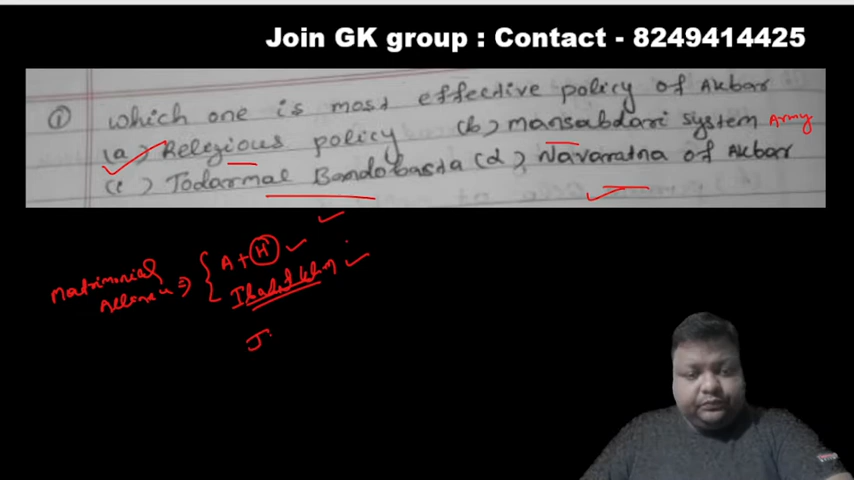 Join GK group : Contact - 8249414425
① which one is most effective policy of Akbar
(a) Relegious policy (b) mansabdari system Army
(c) Todarmal Bandobasta (d) Navaratna of Akbar
Matrimonial
A + H
J